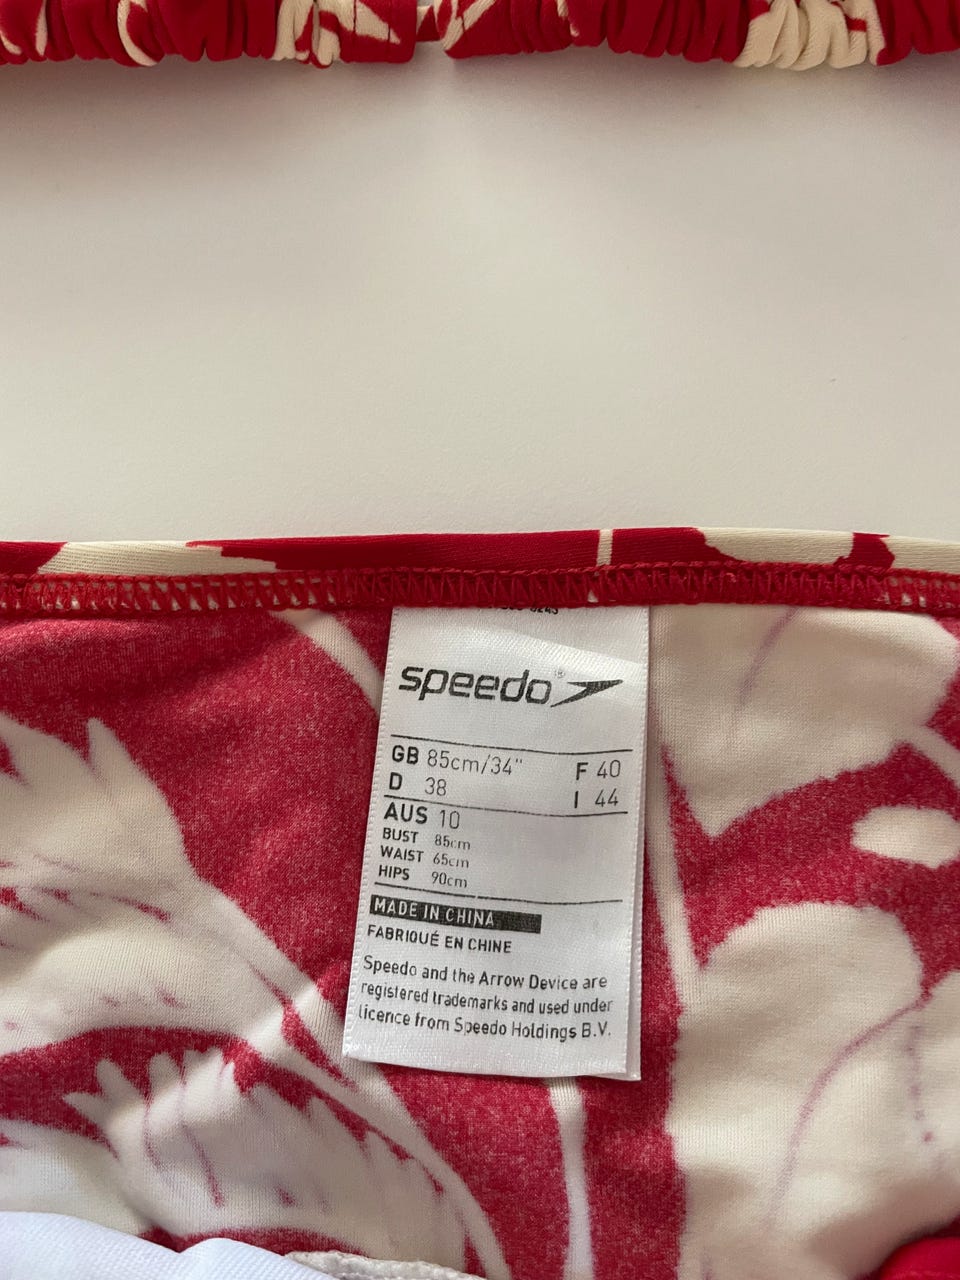 speedo®
GB 85cm/34" F 40
D 38 I 44
AUS 10
BUST 85cm
WAIST 65cm
HIPS 90cm
MADE IN CHINA
FABRIQUÉ EN CHINE
Speedo and the Arrow Device are
registered trademarks and used under
licence from Speedo Holdings B.V.